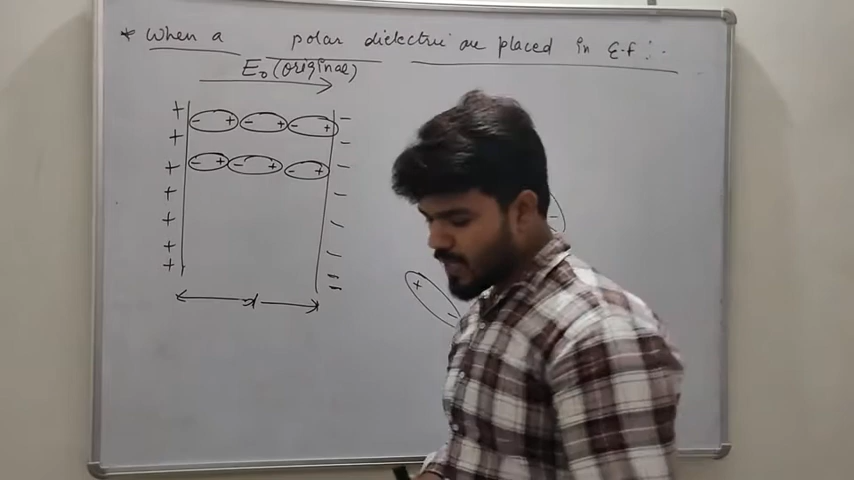 * When a polar dielectric are placed in E.f :-
E₀ (original)
+ - + - + - + -
+ -
+ - + - + - + -
+ -
+ -
+ -
+ =
d
-
+ -